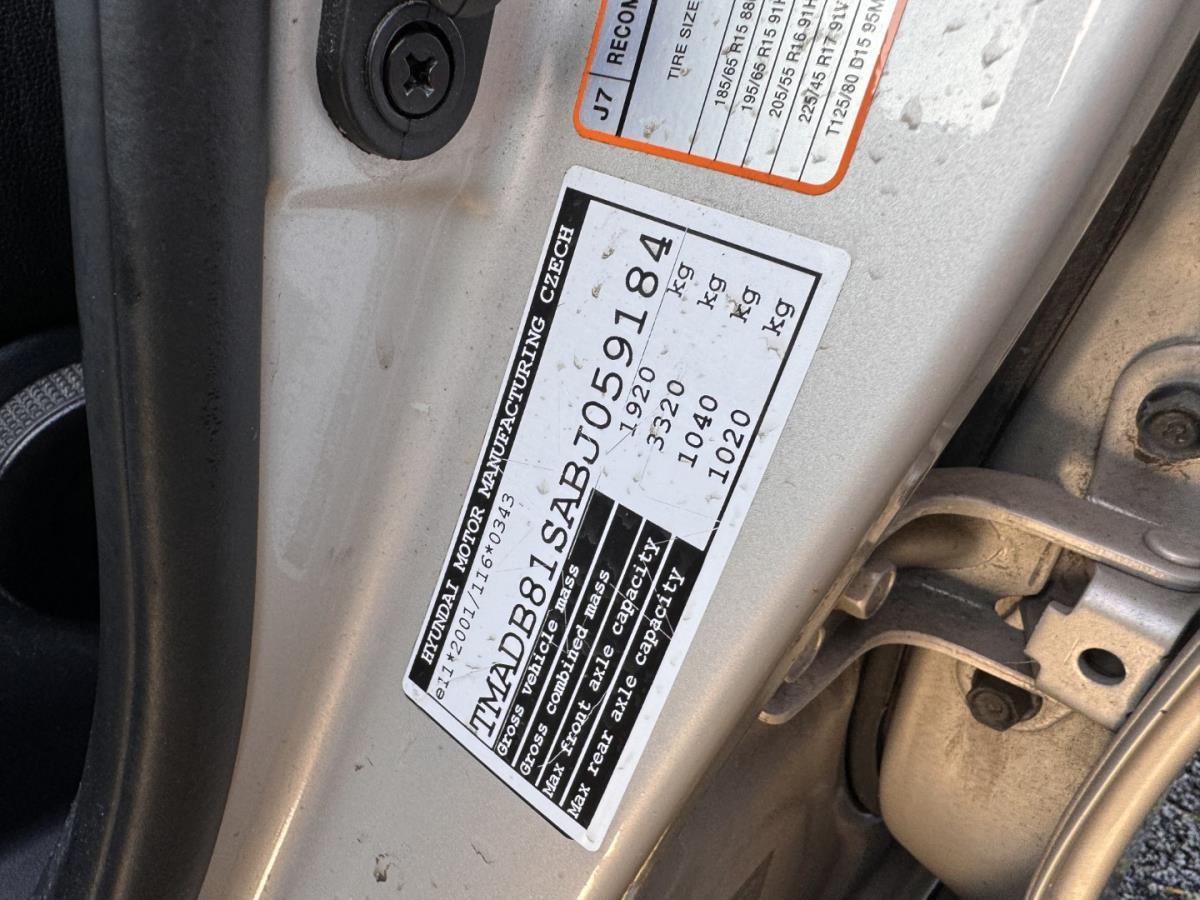 J7
RECOM
TIRE SIZE
185/65 R15 88
195/65 R15 91H
205/55 R16 91H
225/45 R17 91V
T125/80 D15 95M
HYUNDAI MOTOR MANUFACTURING CZECH
e11*2001/116*0343
TMADB81SABJ059184
Gross vehicle mass 1920 kg
Gross combined mass 3320 kg
Max front axle capacity 1040 kg
Max rear axle capacity 1020 kg